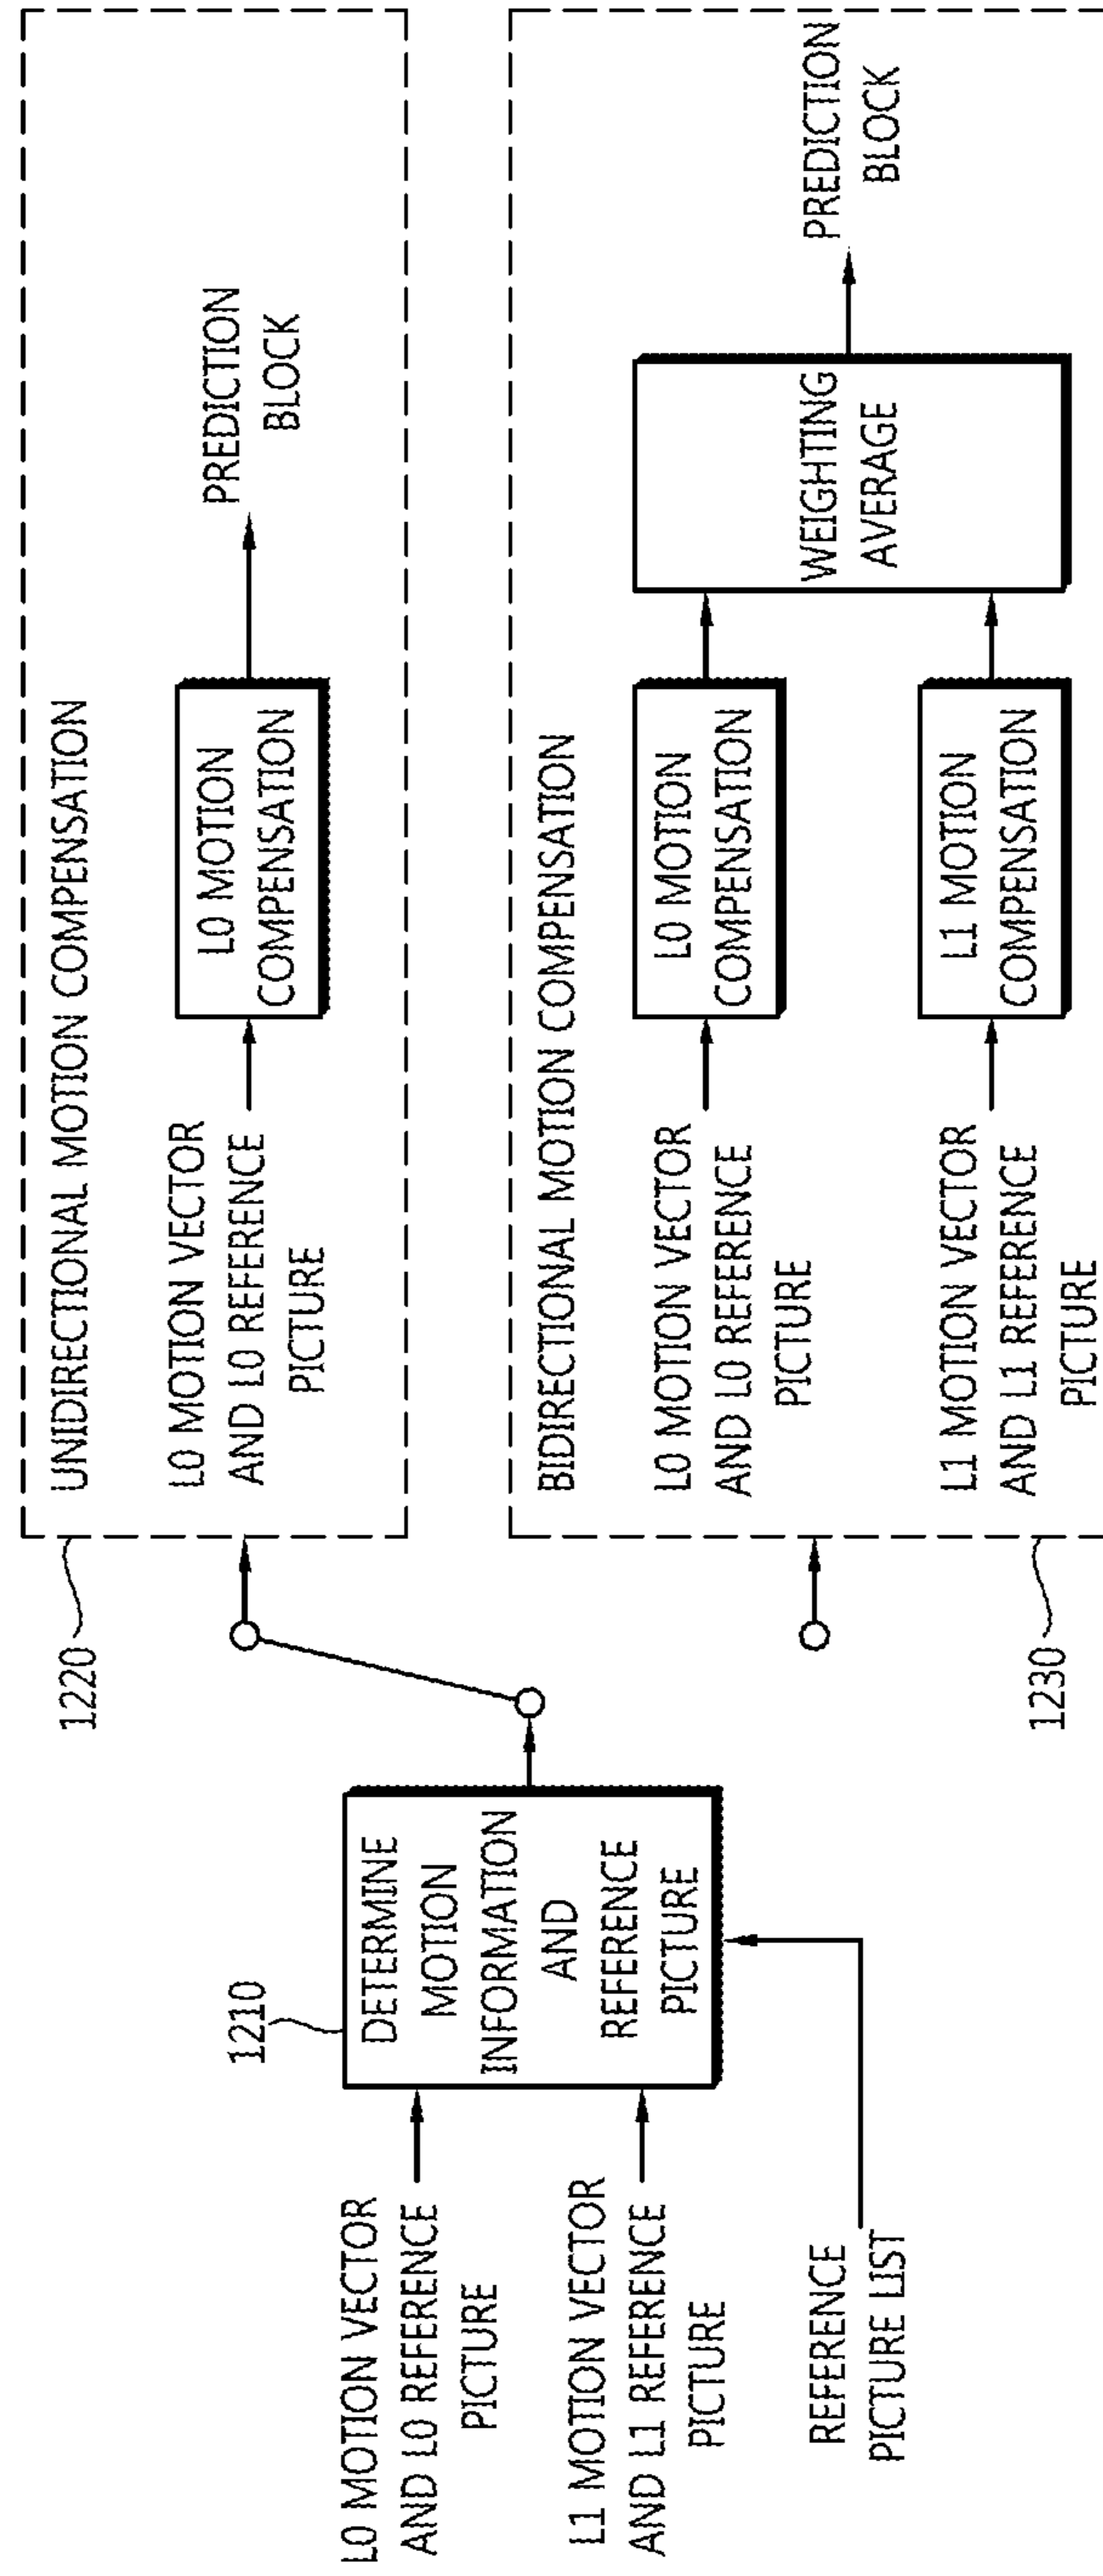 L0 MOTION VECTOR
AND L0 REFERENCE
PICTURE
L1 MOTION VECTOR
AND L1 REFERENCE
PICTURE
REFERENCE
PICTURE LIST
1210
DETERMINE
MOTION
INFORMATION
AND
REFERENCE
PICTURE
1220
UNIDIRECTIONAL MOTION COMPENSATION
L0 MOTION VECTOR
AND L0 REFERENCE
PICTURE
L0 MOTION
COMPENSATION
PREDICTION
BLOCK
1230
BIDIRECTIONAL MOTION COMPENSATION
L0 MOTION VECTOR
AND L0 REFERENCE
PICTURE
L0 MOTION
COMPENSATION
L1 MOTION VECTOR
AND L1 REFERENCE
PICTURE
L1 MOTION
COMPENSATION
WEIGHTING
AVERAGE
PREDICTION
BLOCK